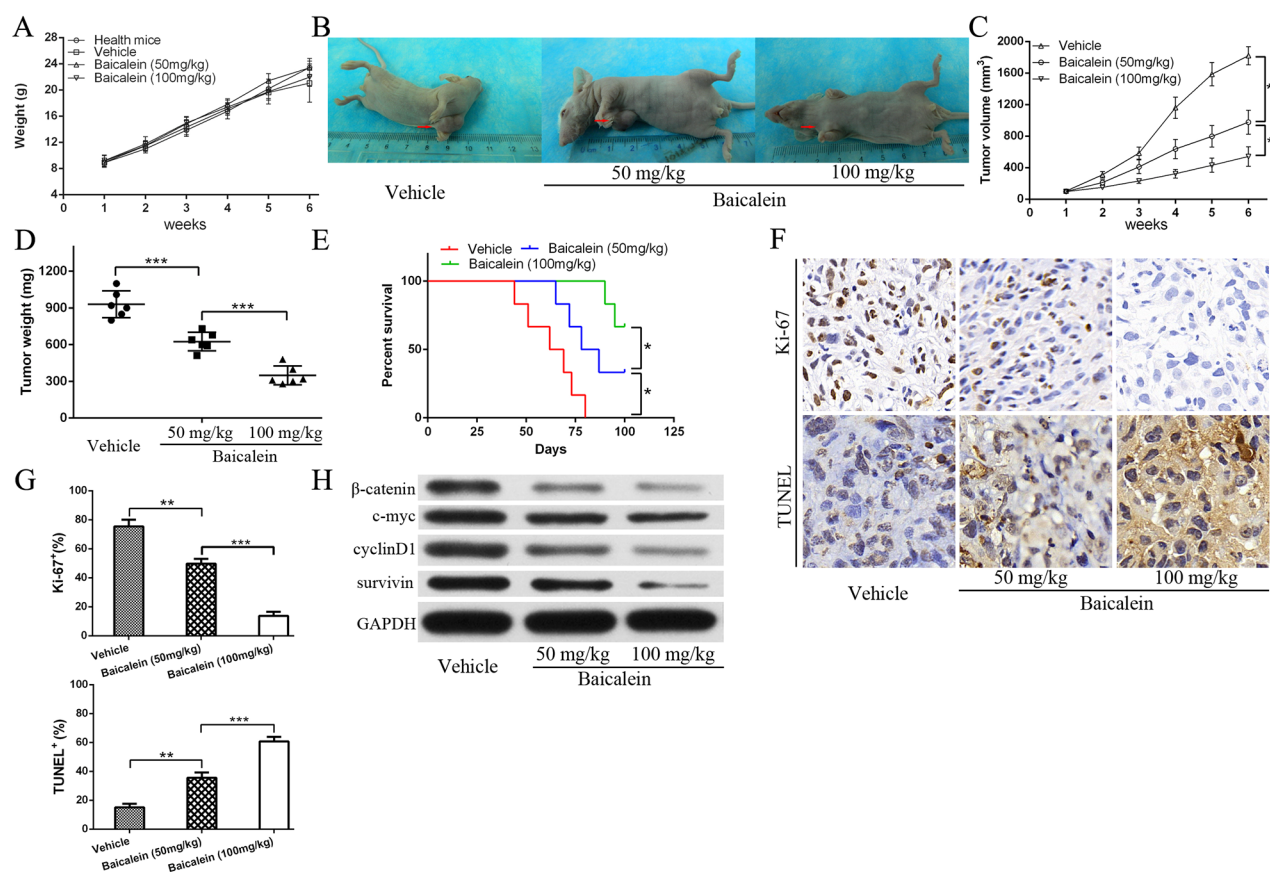 A
Weight (g)
28
24
20
16
12
8
4
0
Health mice
Vehicle
Baicalein (50mg/kg)
Baicalein (100mg/kg)
0 1 2 3 4 5 6
weeks
B
Vehicle
50 mg/kg
100 mg/kg
Baicalein
C
Tumor volume (mm3)
2000
1600
1200
800
400
0
Vehicle
Baicalein (50mg/kg)
Baicalein (100mg/kg)
*
*
0 1 2 3 4 5 6
weeks
D
Tumor weight (mg)
1200
900
600
300
0
***
***
Vehicle
50 mg/kg 100 mg/kg
Baicalein
E
Vehicle Baicalein (50mg/kg)
Baicalein (100mg/kg)
Percent survival
100
50
0
*
*
0 25 50 75 100 125
Days
F
Ki-67
TUNEL
Vehicle
50 mg/kg
100 mg/kg
Baicalein
G
Ki-67+(%)
100
80
60
40
20
0
**
***
Vehicle
Baicalein (50mg/kg)
Baicalein (100mg/kg)
TUNEL+ (%)
100
80
60
40
20
0
**
***
Vehicle
Baicalein (50mg/kg)
Baicalein (100mg/kg)
H
β-catenin
c-myc
cyclinD1
survivin
GAPDH
Vehicle
50 mg/kg 100 mg/kg
Baicalein